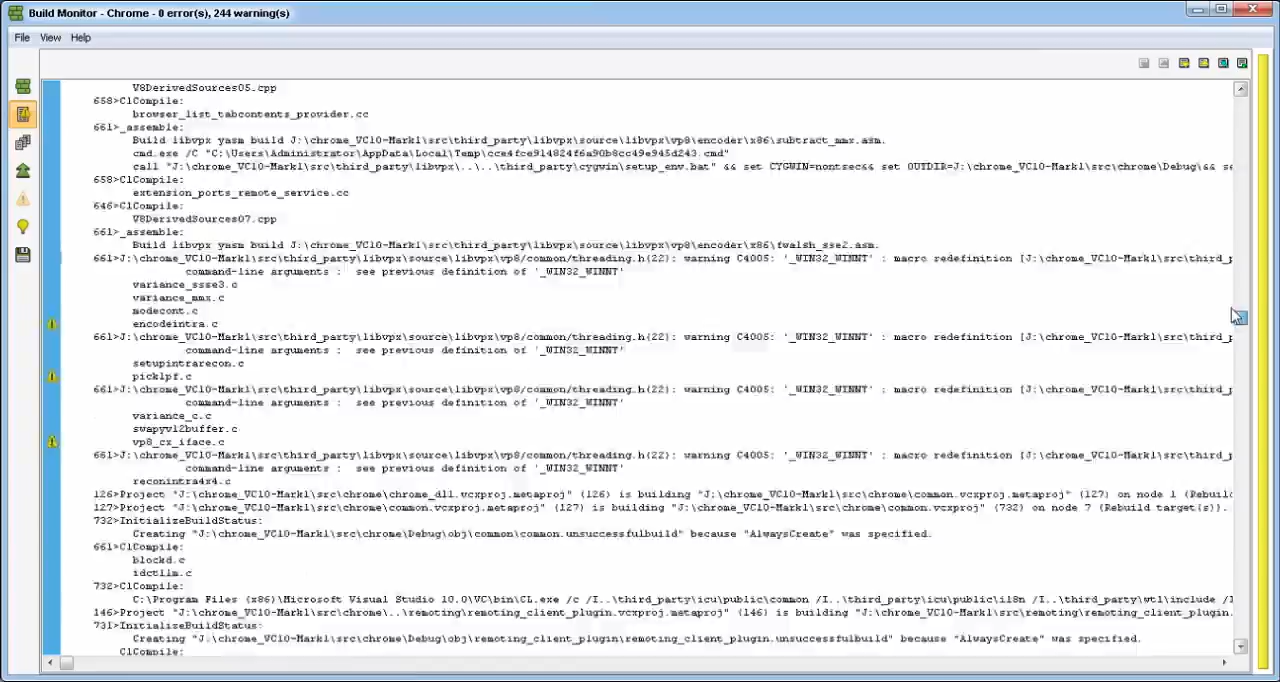 Build Monitor - Chrome - 0 error(s), 244 warning(s)
File View Help
V8DerivedSources05.cpp
658>ClCompile:
browser_list_tabcontents_provider.cc
661>_assemble:
Build libvpx yasm build J:\chrome_VC10-Mark1\src\third_party\libvpx\source\libvpx\vp8\encoder\x86\subtract_mmx.asm.
cmd.exe /C "C:\Users\Administrator\AppData\Local\Temp\cce4fce914824f6a90b8cc49e945d243.cmd"
call "J:\chrome_VC10-Mark1\src\third_party\libvpx\..\..\third_party\cygwin\setup_env.bat" && set CYGWIN=nontsec&& set OUTDIR=J:\chrome_VC10-Mark1\src\chrome\Debug\&& se
658>ClCompile:
extension_ports_remote_service.cc
646>ClCompile:
V8DerivedSources07.cpp
661>_assemble:
Build libvpx yasm build J:\chrome_VC10-Mark1\src\third_party\libvpx\source\libvpx\vp8\encoder\x86\fwalsh_sse2.asm.
661>J:\chrome_VC10-Mark1\src\third_party\libvpx\source\libvpx\vp8/common/threading.h(22): warning C4005: '_WIN32_WINNT' : macro redefinition [J:\chrome_VC10-Mark1\src\third_p
command-line arguments : see previous definition of '_WIN32_WINNT'
variance_ssse3.c
variance_mmx.c
modecont.c
encodeintra.c
661>J:\chrome_VC10-Mark1\src\third_party\libvpx\source\libvpx\vp8/common/threading.h(22): warning C4005: '_WIN32_WINNT' : macro redefinition [J:\chrome_VC10-Mark1\src\third_p
command-line arguments : see previous definition of '_WIN32_WINNT'
setupintrarecon.c
picklpf.c
661>J:\chrome_VC10-Mark1\src\third_party\libvpx\source\libvpx\vp8/common/threading.h(22): warning C4005: '_WIN32_WINNT' : macro redefinition [J:\chrome_VC10-Mark1\src\third_p
command-line arguments : see previous definition of '_WIN32_WINNT'
variance_c.c
swapyv12buffer.c
vp8_cx_iface.c
661>J:\chrome_VC10-Mark1\src\third_party\libvpx\source\libvpx\vp8/common/threading.h(22): warning C4005: '_WIN32_WINNT' : macro redefinition [J:\chrome_VC10-Mark1\src\third_p
command-line arguments : see previous definition of '_WIN32_WINNT'
reconintra4x4.c
126>Project "J:\chrome_VC10-Mark1\src\chrome\chrome_dll.vcxproj.metaproj" (126) is building "J:\chrome_VC10-Mark1\src\chrome\common.vcxproj.metaproj" (127) on node 1 (Rebuil
127>Project "J:\chrome_VC10-Mark1\src\chrome\common.vcxproj.metaproj" (127) is building "J:\chrome_VC10-Mark1\src\chrome\common.vcxproj" (732) on node 7 (Rebuild target(s)).
732>InitializeBuildStatus:
Creating "J:\chrome_VC10-Mark1\src\chrome\Debug\obj\common\common.unsuccessfulbuild" because "AlwaysCreate" was specified.
661>ClCompile:
blockd.c
idctllm.c
732>ClCompile:
C:\Program Files (x86)\Microsoft Visual Studio 10.0\VC\bin\CL.exe /c /I..\third_party\icu\public\common /I..\third_party\icu\public\i18n /I..\third_party\wtl\include /I
146>Project "J:\chrome_VC10-Mark1\src\chrome\..\remoting\remoting_client_plugin.vcxproj.metaproj" (146) is building "J:\chrome_VC10-Mark1\src\remoting\remoting_client_plugin.
731>InitializeBuildStatus:
Creating "J:\chrome_VC10-Mark1\src\chrome\Debug\obj\remoting_client_plugin\remoting_client_plugin.unsuccessfulbuild" because "AlwaysCreate" was specified.
ClCompile: